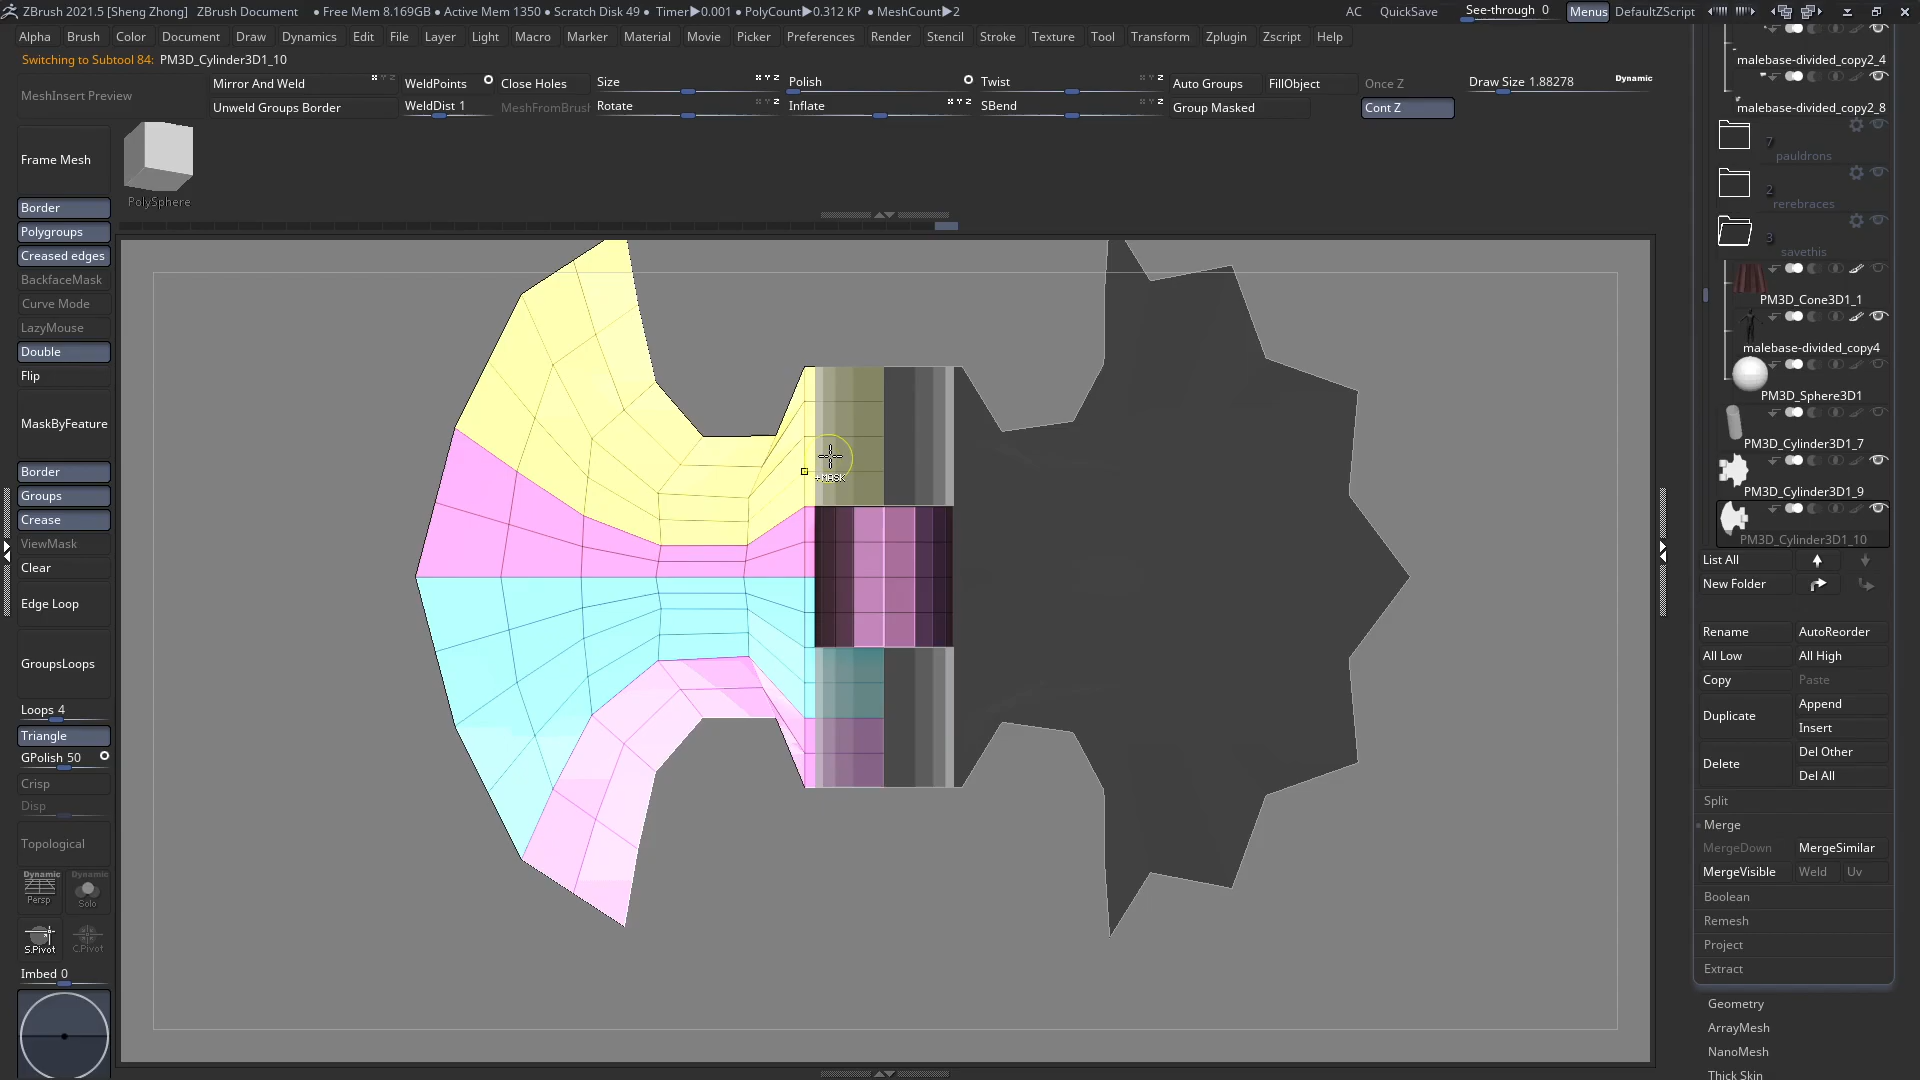 ZBrush 2021.5 [Sheng Zhong] ZBrush Document ● Free Mem 8.169GB ● Active Mem 1350 ● Scratch Disk 49 ● Timer▶0.001 ● PolyCount▶0.312 KP ● MeshCount▶2 AC QuickSave See-through 0 Menus DefaultZScript
Alpha Brush Color Document Draw Dynamics Edit File Layer Light Macro Marker Material Movie Picker Preferences Render Stencil Stroke Texture Tool Transform Zplugin Zscript Help
Switching to Subtool 84: PM3D_Cylinder3D1_10
MeshInsert Preview
Mirror And Weld WeldPoints Close Holes Size Polish Twist Auto Groups FillObject Once Z Draw Size 1.88278 Dynamic
Unweld Groups Border WeldDist 1 MeshFromBrush Rotate Inflate SBend Group Masked Cont Z
PolySphere
Frame Mesh
Border
Polygroups
Creased edges
BackfaceMask
Curve Mode
LazyMouse
Double
Flip
MaskByFeature
Border
Groups
Crease
ViewMask
Clear
Edge Loop
GroupsLoops
Loops 4
Triangle
GPolish 50
Crisp
Disp
Topological
Dynamic Dynamic
Persp Solo
S.Pivot C.Pivot
Imbed 0
+MASK
malebase-divided_copy2_4
malebase-divided_copy2_8
7
pauldrons
2
rerebraces
3
savethis
PM3D_Cone3D1_1
malebase-divided_copy4
PM3D_Sphere3D1
PM3D_Cylinder3D1_7
PM3D_Cylinder3D1_9
PM3D_Cylinder3D1_10
List All
New Folder
Rename AutoReorder
All Low All High
Copy Paste
Duplicate Append
Insert
Delete Del Other
Del All
Split
Merge
MergeDown MergeSimilar
MergeVisible Weld Uv
Boolean
Remesh
Project
Extract
Geometry
ArrayMesh
NanoMesh
Thick Skin